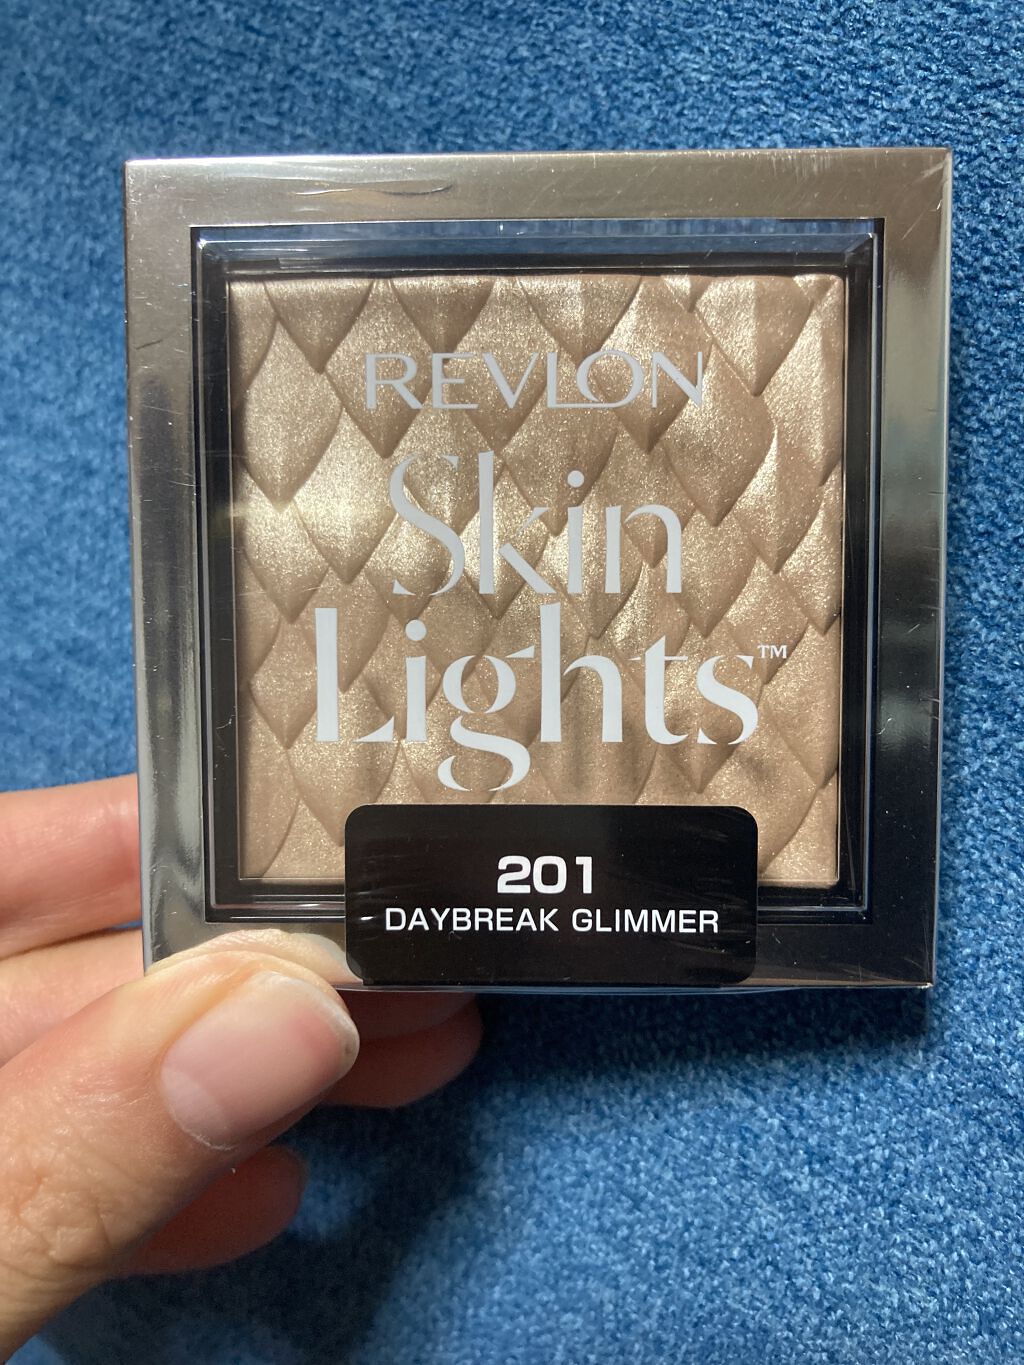 REVLON
Skin
Lights™
201
DAYBREAK GLIMMER